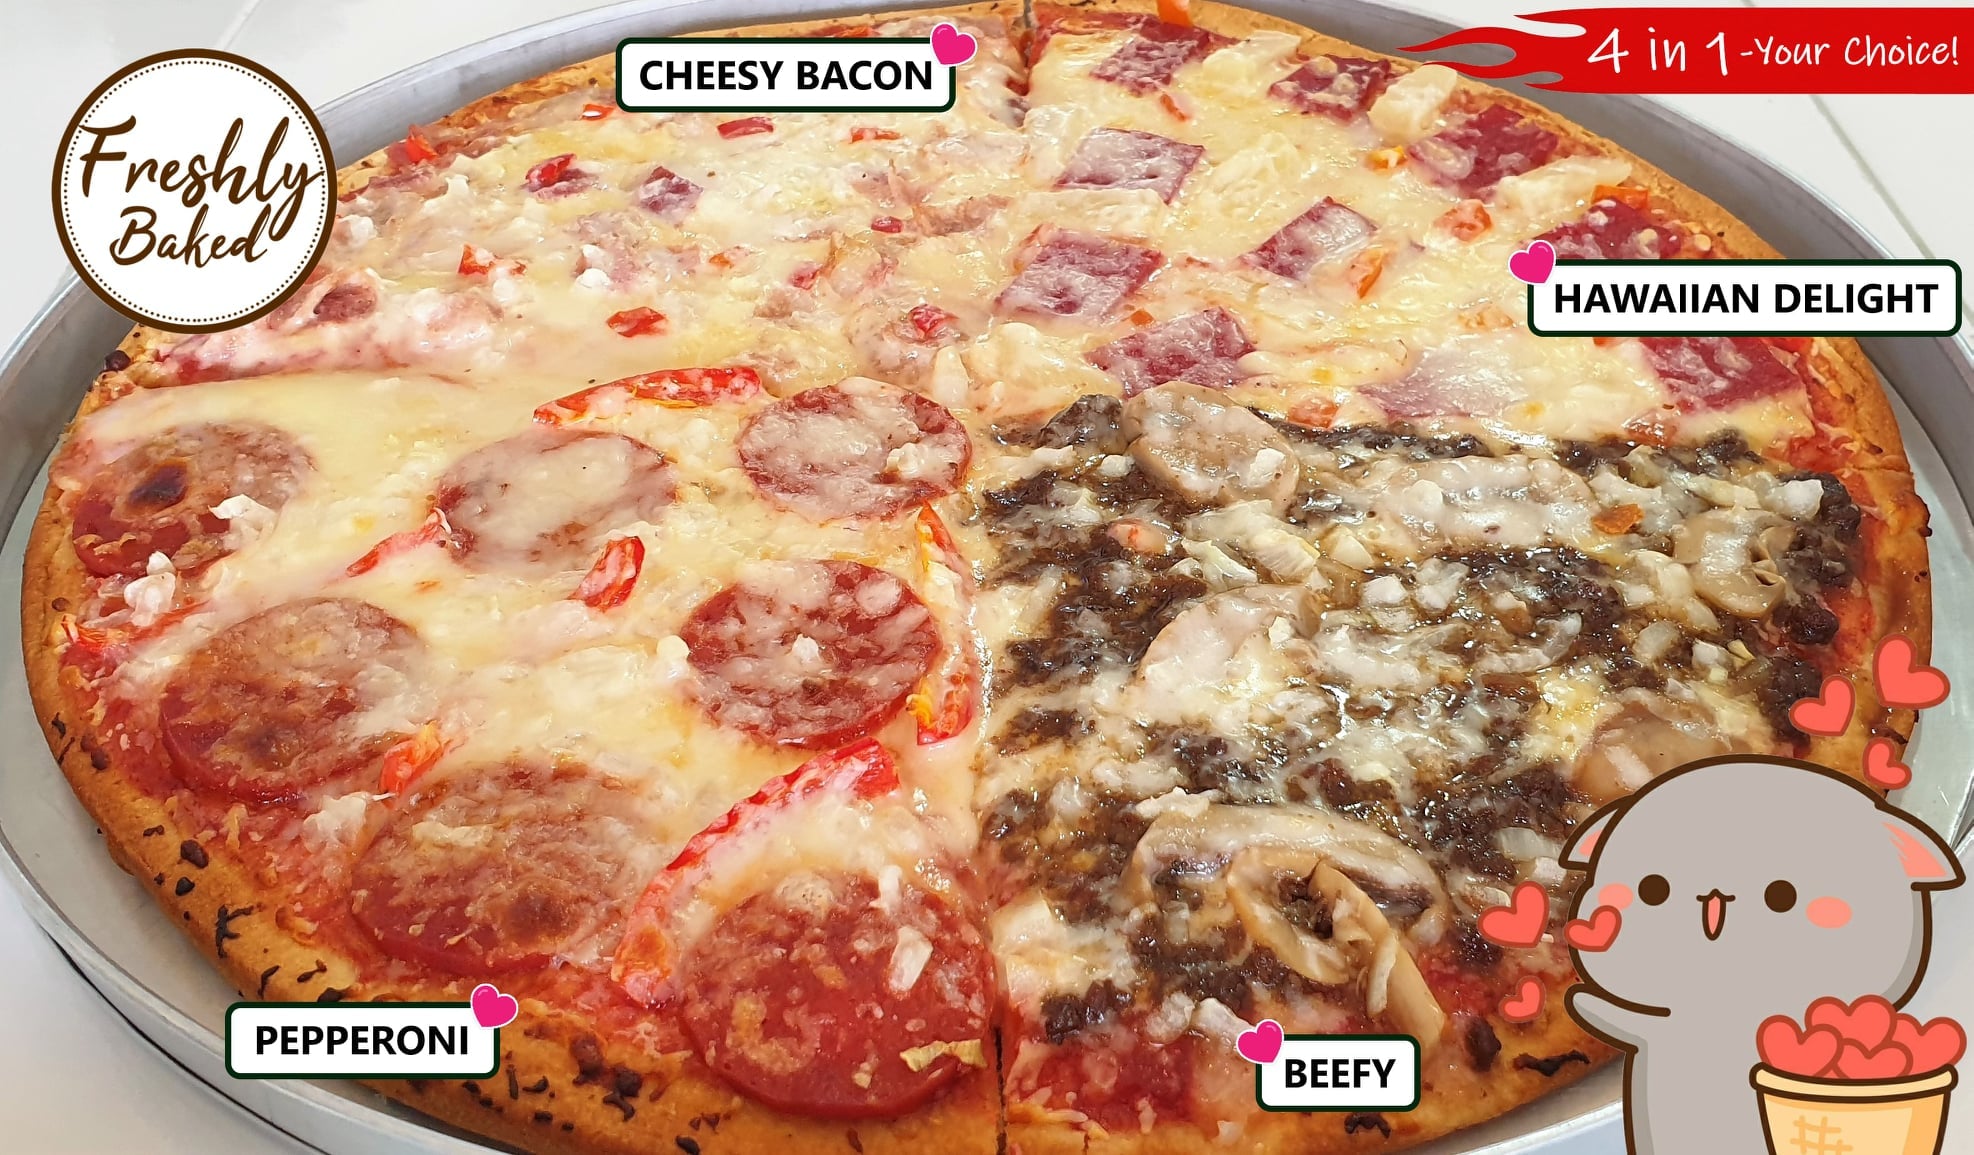 4 in 1-Your Choice!
CHEESY BACON
Freshly
Baked
HAWAIIAN DELIGHT
PEPPERONI
BEEFY